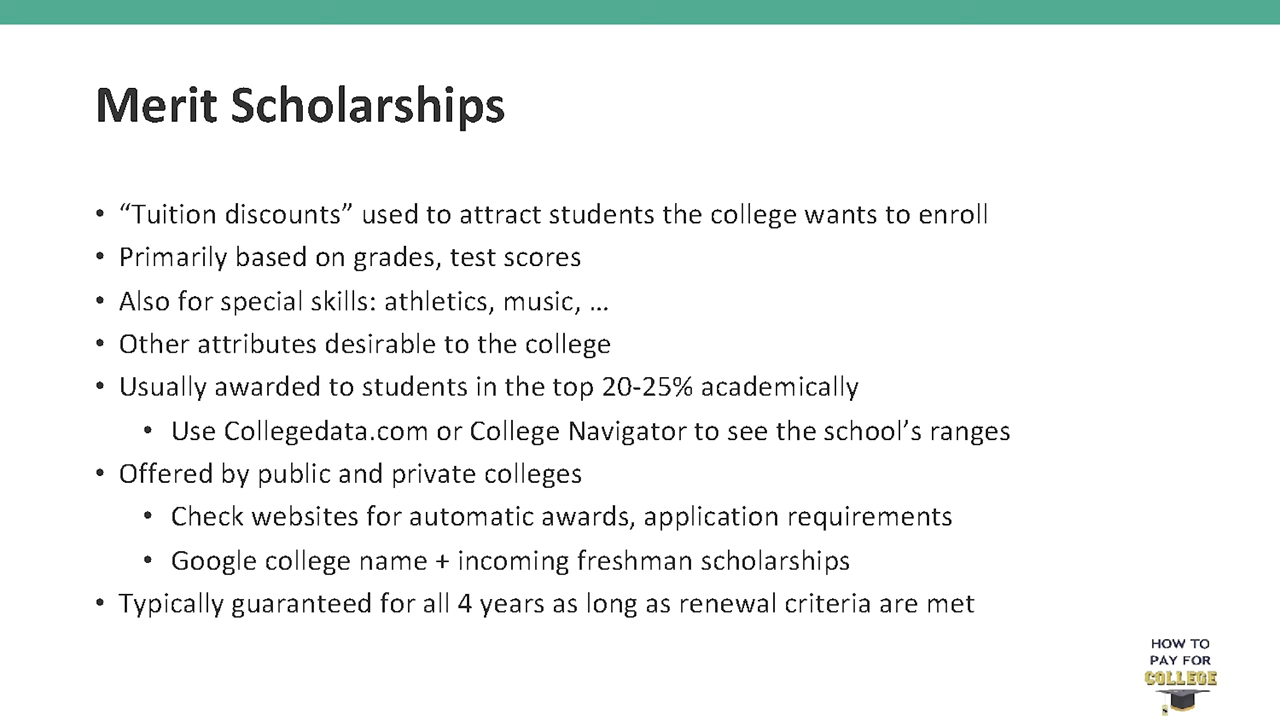 Merit Scholarships
• “Tuition discounts” used to attract students the college wants to enroll
• Primarily based on grades, test scores
• Also for special skills: athletics, music, …
• Other attributes desirable to the college
• Usually awarded to students in the top 20-25% academically
• Use Collegedata.com or College Navigator to see the school’s ranges
• Offered by public and private colleges
• Check websites for automatic awards, application requirements
• Google college name + incoming freshman scholarships
• Typically guaranteed for all 4 years as long as renewal criteria are met
HOW TO
PAY FOR
COLLEGE